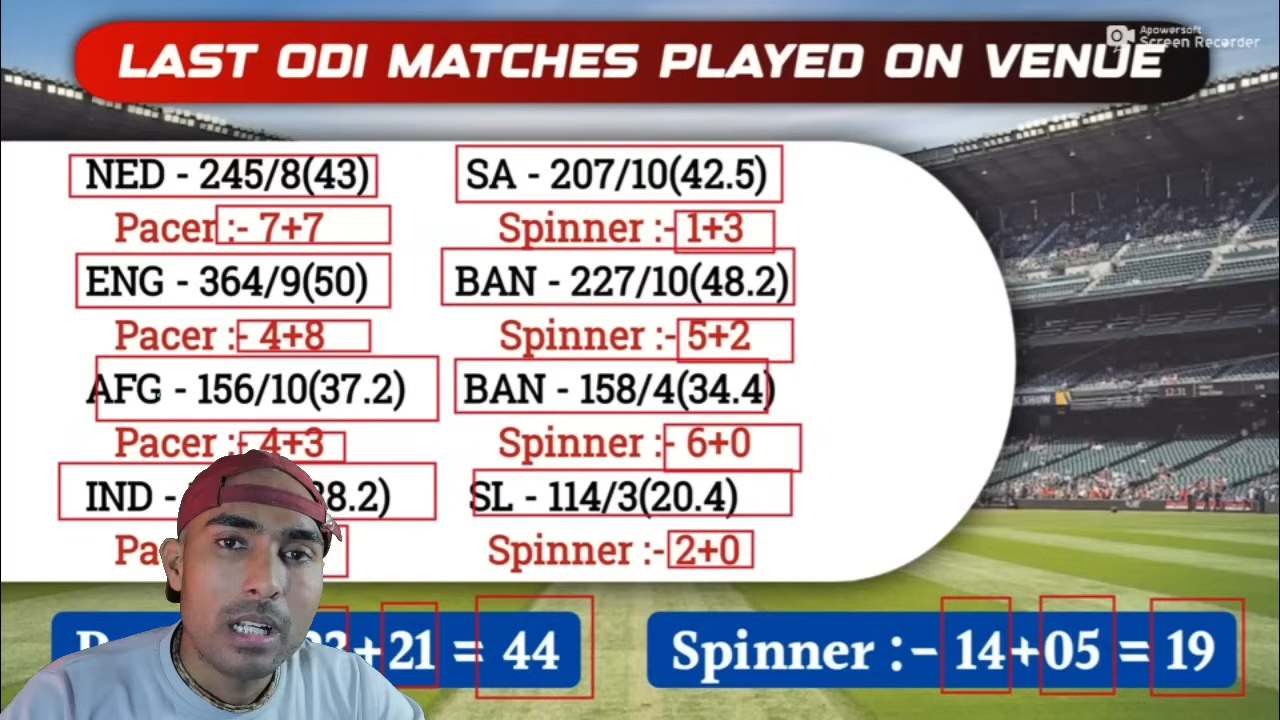 Apowersoft
Screen Recorder
LAST ODI MATCHES PLAYED ON VENUE
NED - 245/8(43) SA - 207/10(42.5)
Pacer :- 7+7 Spinner :- 1+3
ENG - 364/9(50) BAN - 227/10(48.2)
Pacer :- 4+8 Spinner :- 5+2
AFG - 156/10(37.2) BAN - 158/4(34.4)
Pacer :- 4+3 Spinner :- 6+0
IND - 8.2) SL - 114/3(20.4)
Spinner :- 2+0
+21 = 44 Spinner :- 14+05 = 19